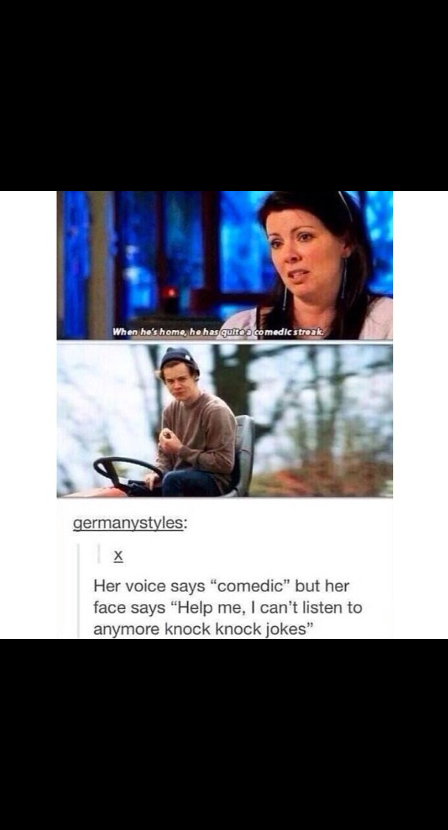 When he's home, he has quite a comedic streak.
germanystyles:
x
Her voice says “comedic” but her
face says “Help me, I can’t listen to
anymore knock knock jokes”